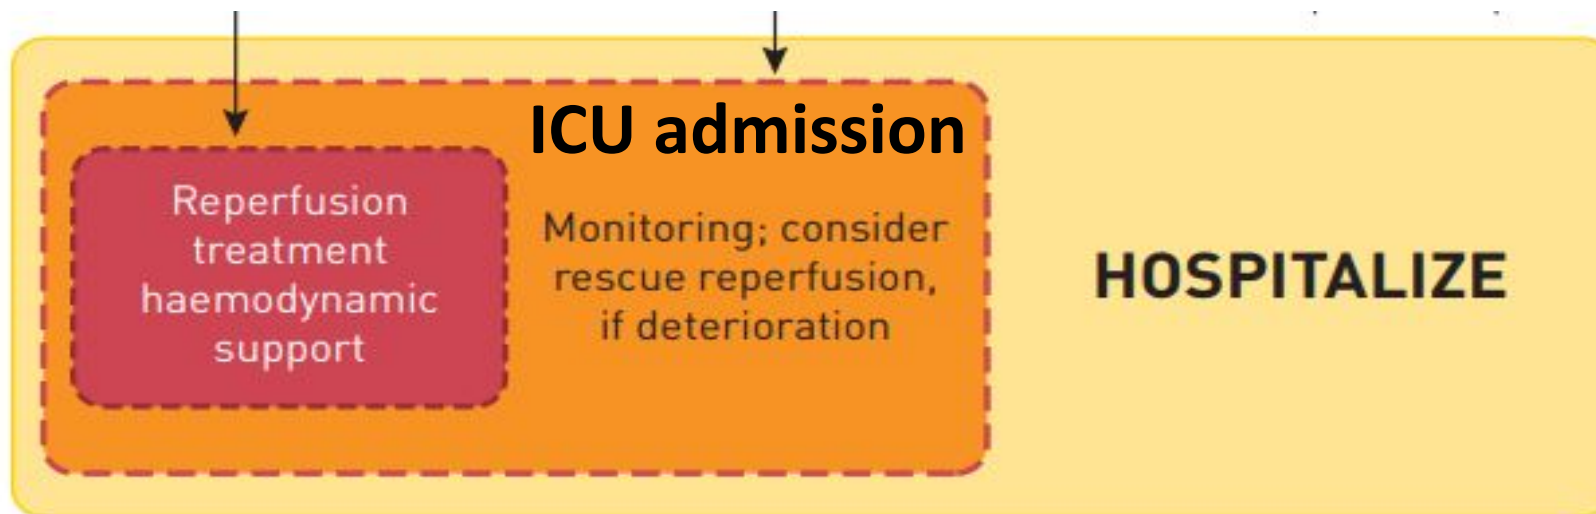 ICU admission
Reperfusion
treatment
haemodynamic
support
Monitoring; consider
rescue reperfusion,
if deterioration
HOSPITALIZE